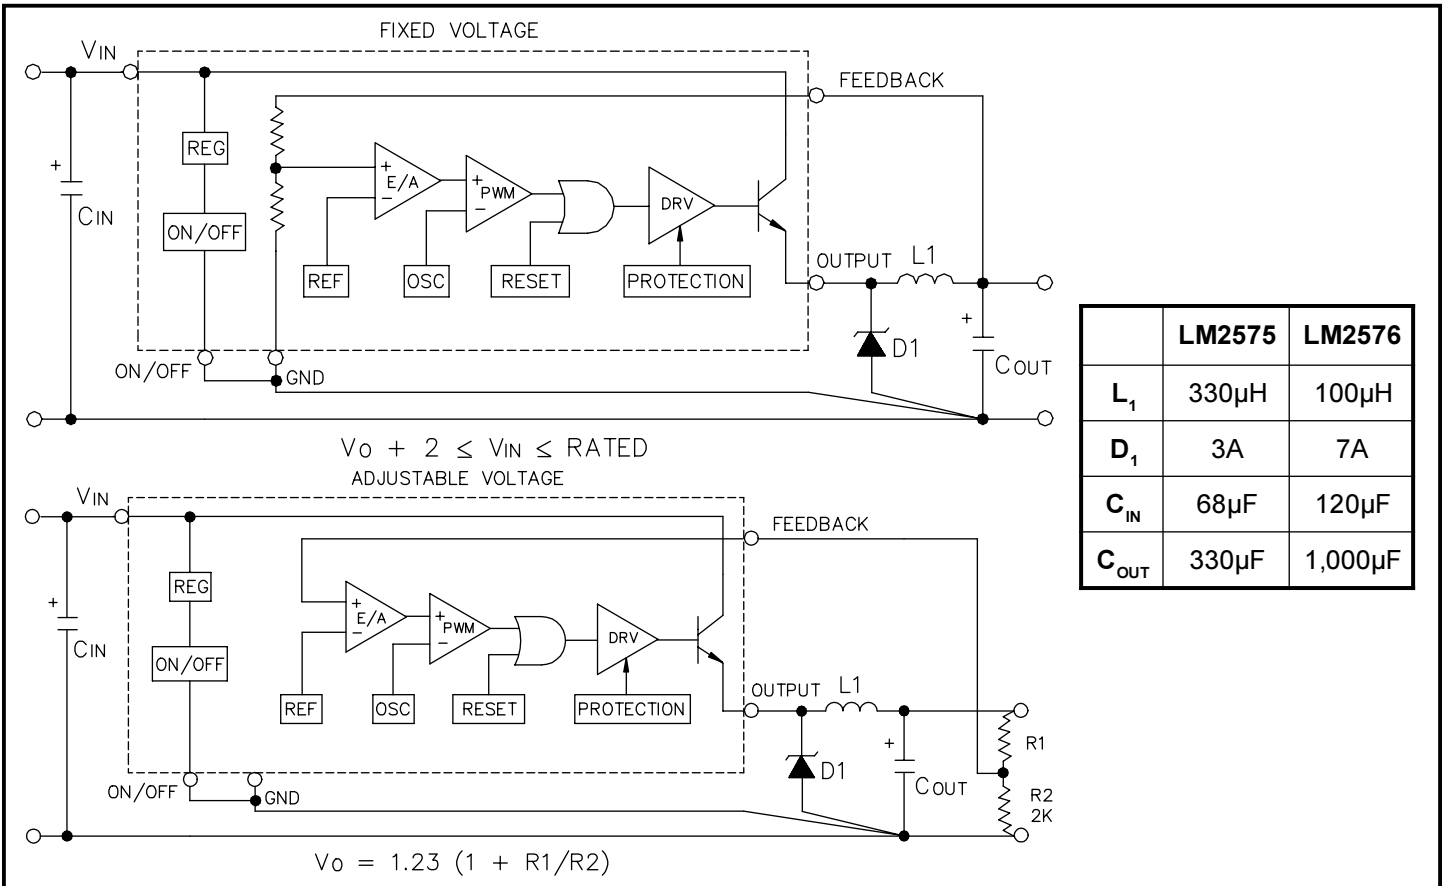 FIXED VOLTAGE
VIN
FEEDBACK
REG
+
+
E/A
−
+
PWM
−
DRV
CIN
ON/OFF
REF
OSC
RESET
PROTECTION
OUTPUT
L1
+
D1
COUT
ON/OFF
GND
VO + 2 ≤ VIN ≤ RATED
ADJUSTABLE VOLTAGE
VIN
FEEDBACK
REG
+
+
E/A
−
+
PWM
−
DRV
CIN
ON/OFF
REF
OSC
RESET
PROTECTION
OUTPUT
L1
+
R1
D1
COUT
R2
2K
ON/OFF
GND
VO = 1.23 (1 + R1/R2)
LM2575 LM2576
L1 330µH 100µH
D1 3A 7A
CIN 68µF 120µF
COUT 330µF 1,000µF